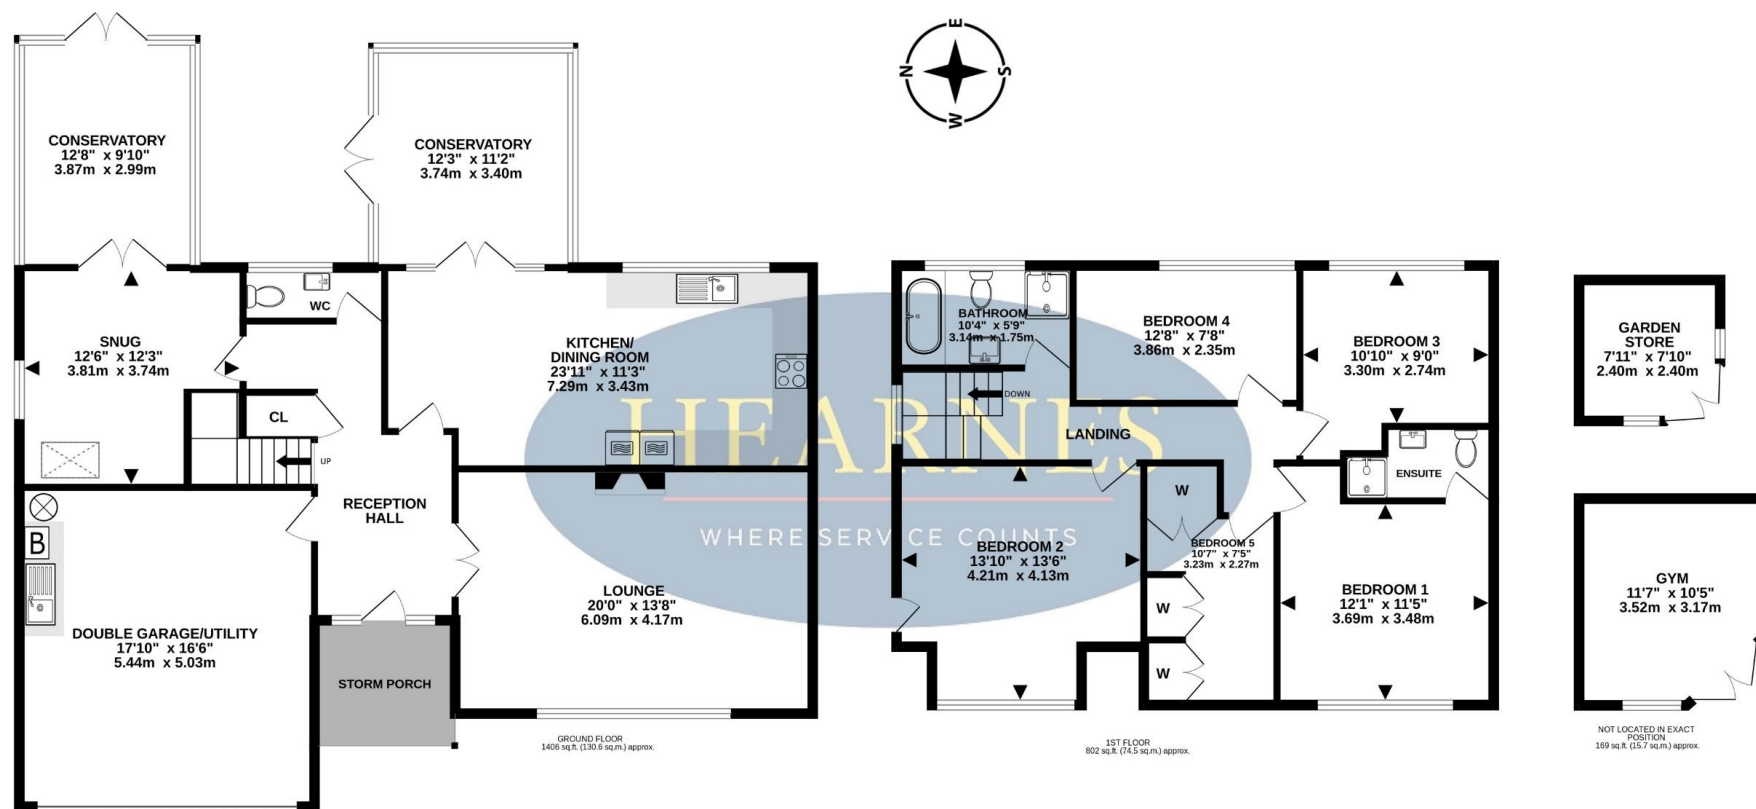 E
N
S
W
CONSERVATORY
12'8" x 9'10"
3.87m x 2.99m
CONSERVATORY
12'3" x 11'2"
3.74m x 3.40m
WC
SNUG
12'6" x 12'3"
3.81m x 3.74m
KITCHEN/
DINING ROOM
23'11" x 11'3"
7.29m x 3.43m
CL
UP
RECEPTION
HALL
B
DOUBLE GARAGE/UTILITY
17'10" x 16'6"
5.44m x 5.03m
STORM PORCH
LOUNGE
20'0" x 13'8"
6.09m x 4.17m
GROUND FLOOR
1406 sq.ft. (130.6 sq.m.) approx.
HEARNES
WHERE SERVICE COUNTS
BATHROOM
10'4" x 5'9"
3.14m x 1.75m
BEDROOM 4
12'8" x 7'8"
3.86m x 2.35m
BEDROOM 3
10'10" x 9'0"
3.30m x 2.74m
DOWN
LANDING
ENSUITE
W
BEDROOM 2
13'10" x 13'6"
4.21m x 4.13m
BEDROOM 5
10'7" x 7'5"
3.23m x 2.27m
W
W
BEDROOM 1
12'1" x 11'5"
3.69m x 3.48m
1ST FLOOR
802 sq.ft. (74.5 sq.m.) approx.
GARDEN
STORE
7'11" x 7'10"
2.40m x 2.40m
GYM
11'7" x 10'5"
3.52m x 3.17m
NOT LOCATED IN EXACT
POSITION
169 sq.ft. (15.7 sq.m.) approx.